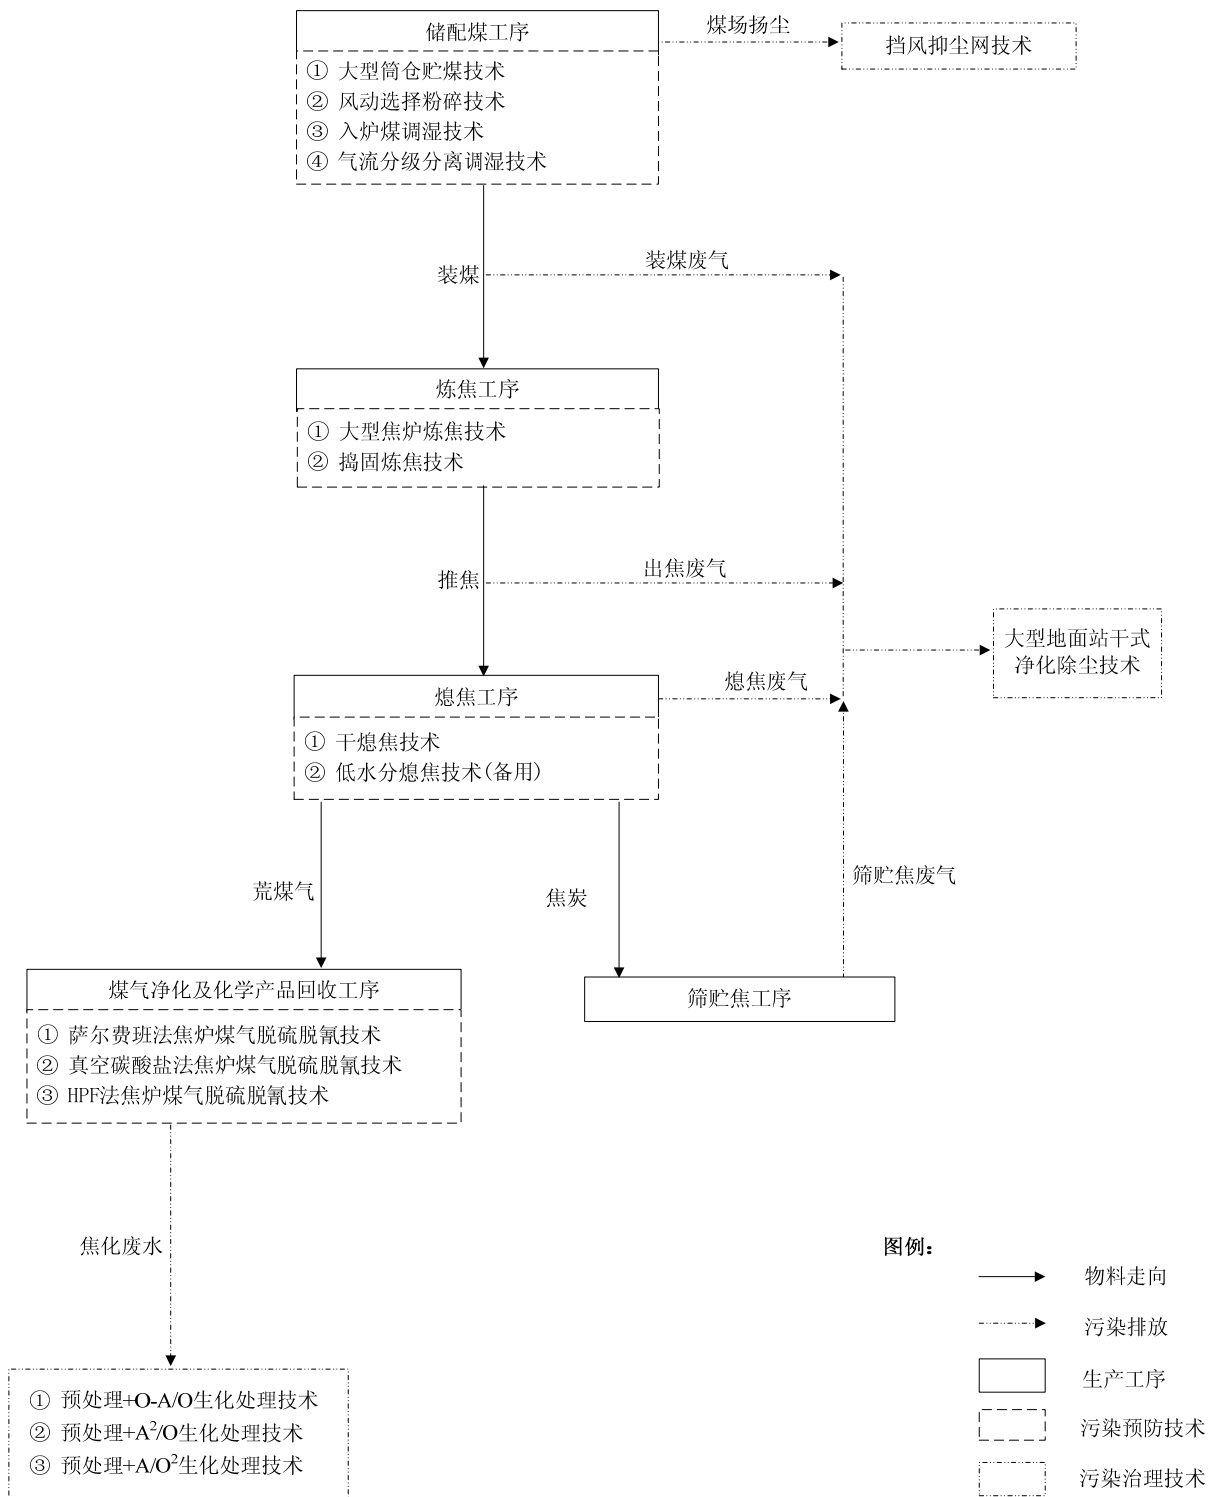 储配煤工序
煤场扬尘
挡风抑尘网技术
① 大型筒仓贮煤技术
② 风动选择粉碎技术
③ 入炉煤调湿技术
④ 气流分级分离调湿技术
装煤
装煤废气
炼焦工序
① 大型焦炉炼焦技术
② 捣固炼焦技术
推焦
出焦废气
大型地面站干式
净化除尘技术
熄焦工序
熄焦废气
① 干熄焦技术
② 低水分熄焦技术(备用)
荒煤气
焦炭
筛贮焦废气
煤气净化及化学产品回收工序
筛贮焦工序
① 萨尔费班法焦炉煤气脱硫脱氰技术
② 真空碳酸盐法焦炉煤气脱硫脱氰技术
③ HPF法焦炉煤气脱硫脱氰技术
焦化废水
① 预处理+O-A/O生化处理技术
② 预处理+A²/O生化处理技术
③ 预处理+A/O²生化处理技术
图例：
物料走向
污染排放
生产工序
污染预防技术
污染治理技术